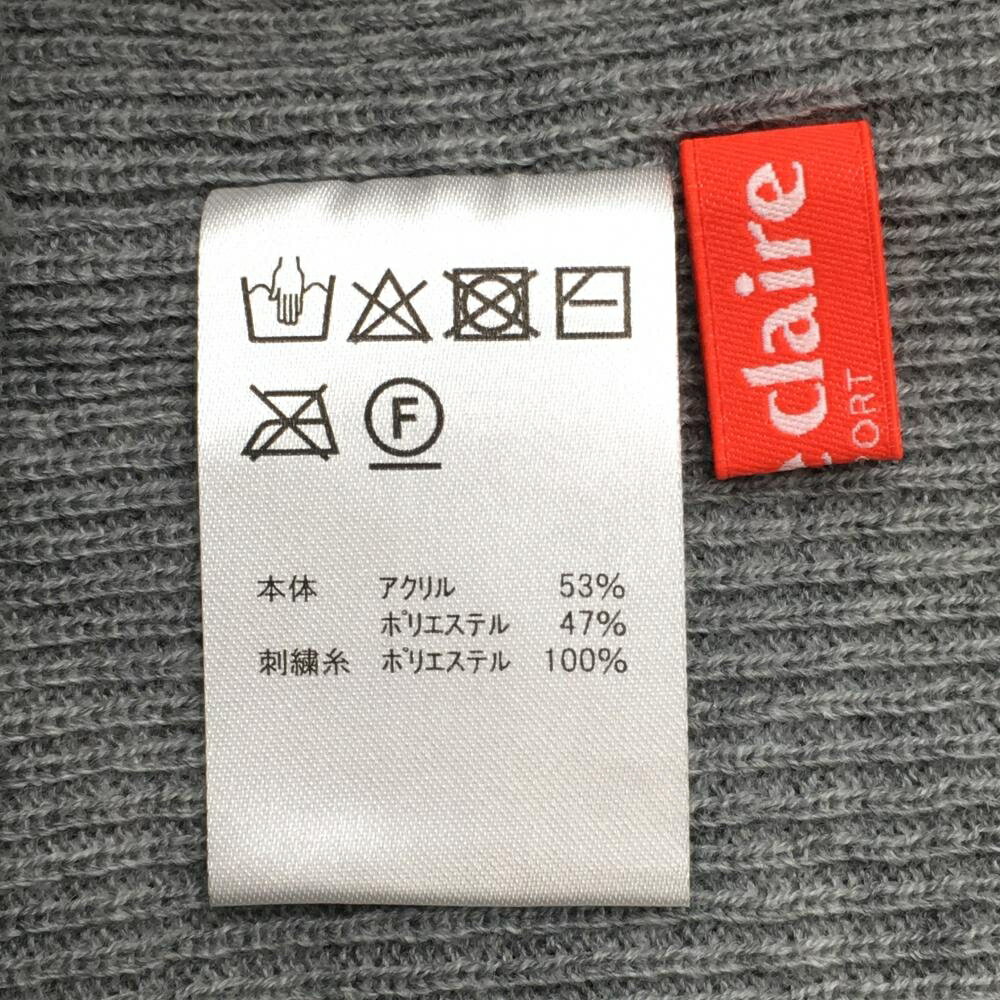 F
本体 アクリル 53%
ポリエステル 47%
刺繍糸 ポリエステル 100%
claire